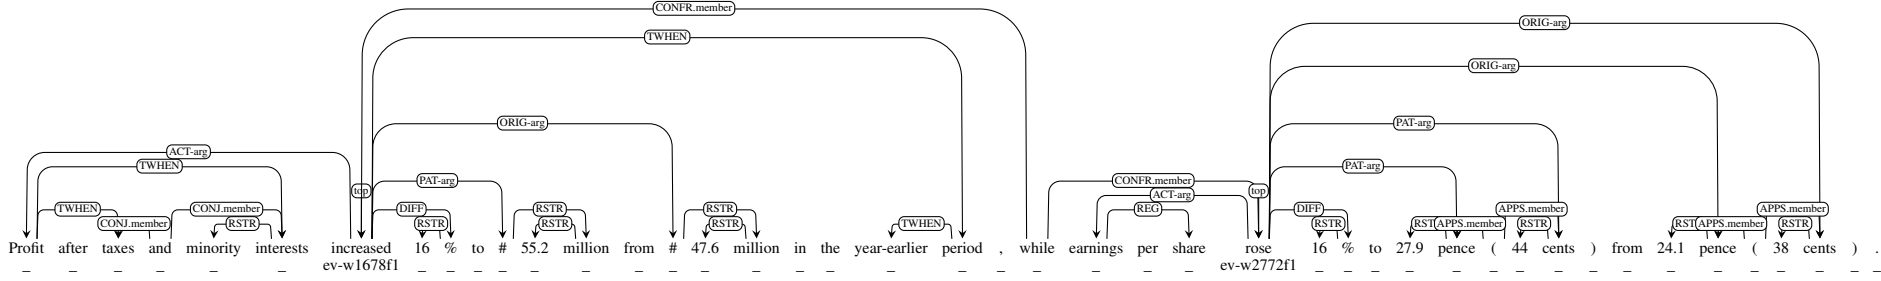 CONFR.member ORIG-arg
TWHEN
ORIG-arg
ORIG-arg PAT-arg
ACT-arg
TWHEN PAT-arg
top PAT-arg CONFR.member top
ACT-arg
TWHEN CONJ.member DIFF RSTR RSTR REG DIFF APPS.member APPS.member
CONJ.member RSTR RSTR RSTR RSTR TWHEN RSTR APPS.member RSTR APPS.member RSTR
Profit after taxes and minority interests increased 16 % to # 55.2 million from # 47.6 million in the year-earlier period , while earnings per share rose 16 % to 27.9 pence ( 44 cents ) from 24.1 pence ( 38 cents ) .
_ _ _ _ _ _ ev-w1678f1 _ _ _ _ _ _ _ _ _ _ _ _ _ _ _ _ _ _ _ ev-w2772f1 _ _ _ _ _ _ _ _ _ _ _ _ _ _ _ _ _